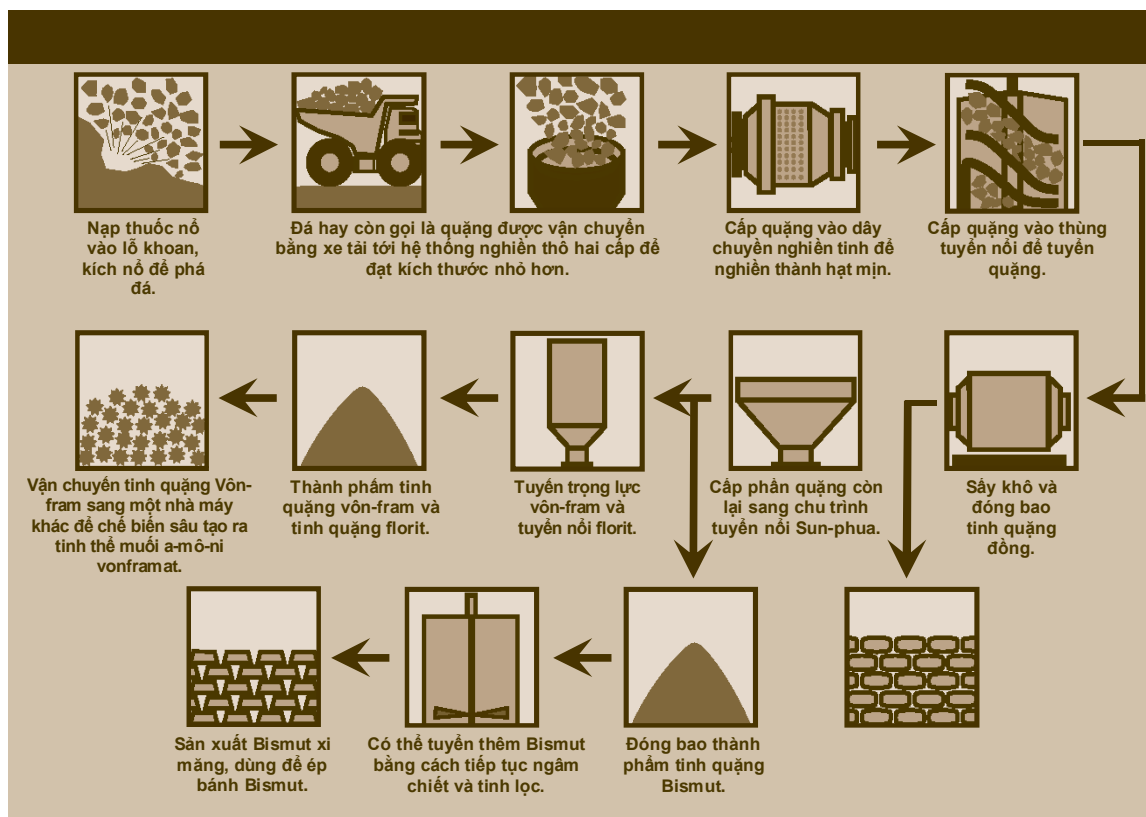 Nạp thuốc nổ
vào lỗ khoan,
kích nổ để phá
đá.
Đá hay còn gọi là quặng được vận chuyển
bằng xe tải tới hệ thống nghiền thô hai cấp để
đạt kích thước nhỏ hơn.
Cấp quặng vào dây
chuyền nghiền tinh để
nghiền thành hạt mịn.
Cấp quặng vào thùng
tuyển nổi để tuyển
quặng.
Vận chuyển tinh quặng Vôn-
fram sang một nhà máy
khác để chế biến sâu tạo ra
tinh thể muối a-mô-ni
vonframat.
Thành phẩm tinh
quặng vôn-fram và
tinh quặng florit.
Tuyển trọng lực
vôn-fram và
tuyển nổi florit.
Cấp phần quặng còn
lại sang chu trình
tuyển nổi Sun-phua.
Sấy khô và
đóng bao
tinh quặng
đồng.
Sản xuất Bismut xi
măng, dùng để ép
bánh Bismut.
Có thể tuyển thêm Bismut
bằng cách tiếp tục ngâm
chiết và tinh lọc.
Đóng bao thành
phẩm tinh quặng
Bismut.